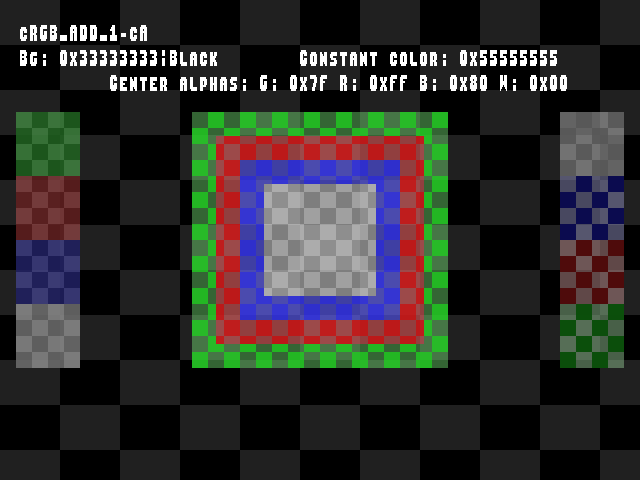 cRGB_ADD_1-cA
Bg: 0x33333333¦Black Constant color: 0x55555555
Center alphas: G: 0x7f R: 0xff B: 0x80 W: 0x00